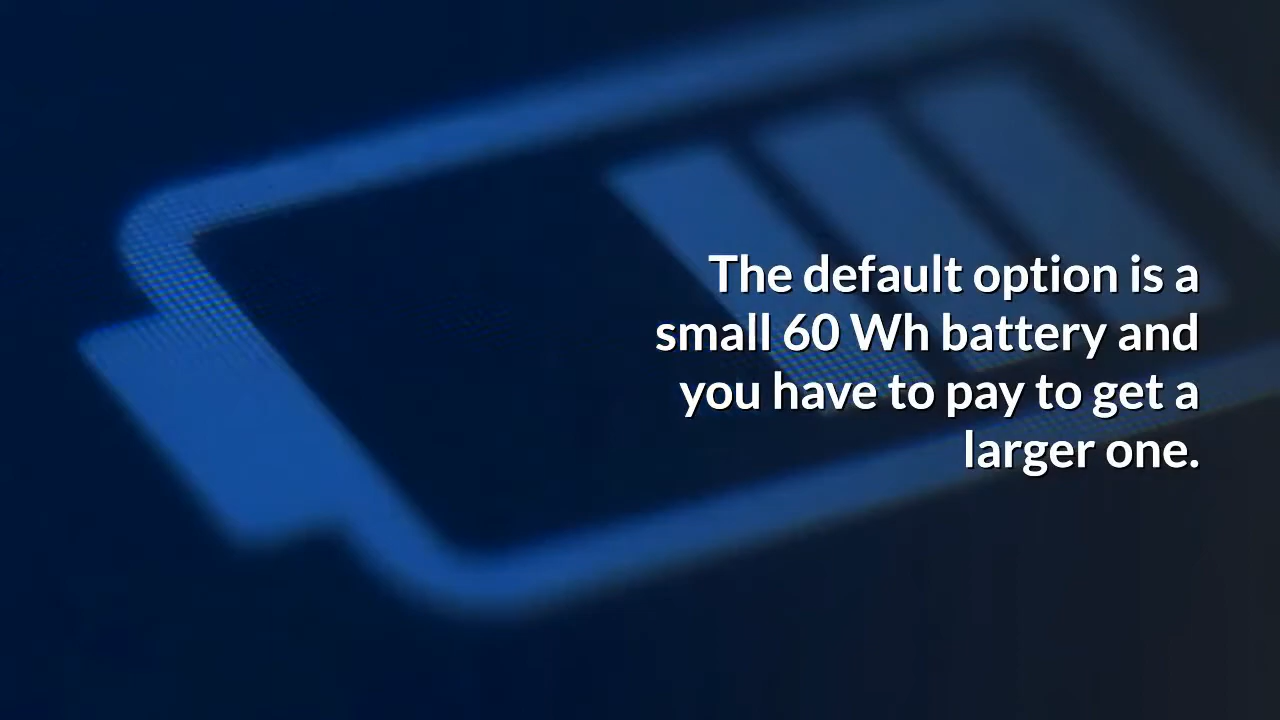 The default option is a
small 60 Wh battery and
you have to pay to get a
larger one.